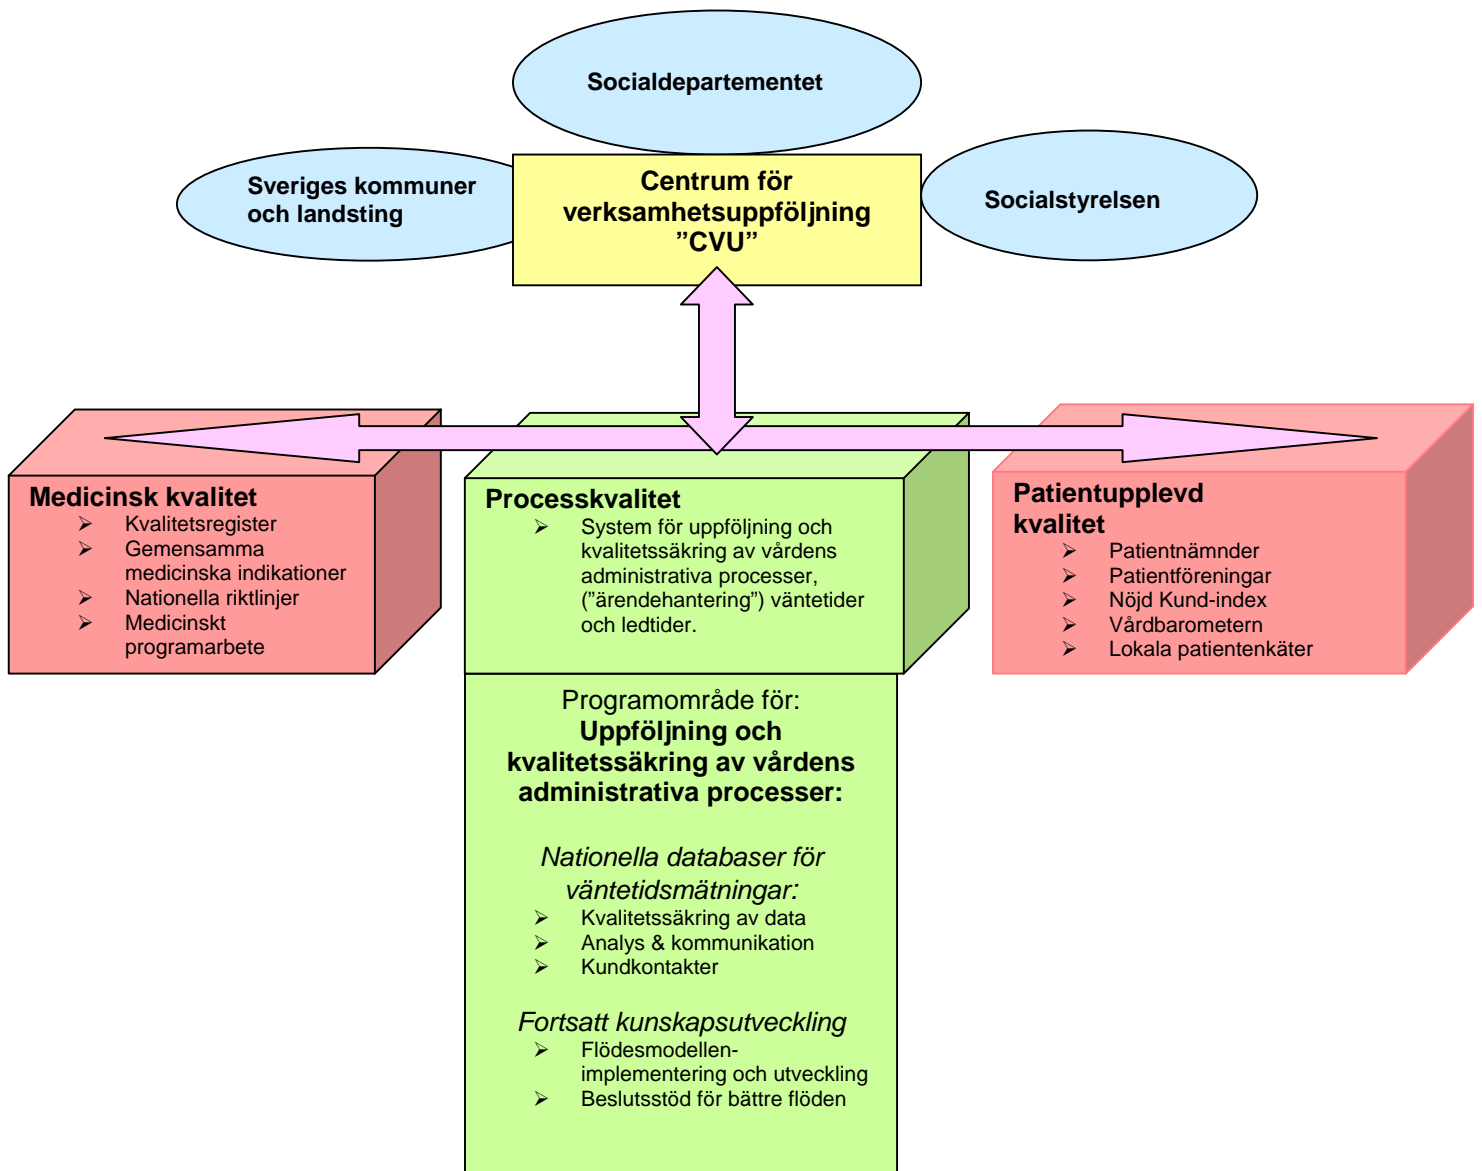 Socialdepartementet
Sveriges kommuner
och landsting
Centrum för
verksamhetsuppföljning
”CVU”
Socialstyrelsen
Medicinsk kvalitet
➢ Kvalitetsregister
➢ Gemensamma
medicinska indikationer
➢ Nationella riktlinjer
➢ Medicinskt
programarbete
Processkvalitet
➢ System för uppföljning och
kvalitetssäkring av vårdens
administrativa processer,
(”ärendehantering”) väntetider
och ledtider.
Patientupplevd
kvalitet
➢ Patientnämnder
➢ Patientföreningar
➢ Nöjd Kund-index
➢ Vårdbarometern
➢ Lokala patientenkäter
Programområde för:
Uppföljning och
kvalitetssäkring av vårdens
administrativa processer:
Nationella databaser för
väntetidsmätningar:
➢ Kvalitetssäkring av data
➢ Analys & kommunikation
➢ Kundkontakter
Fortsatt kunskapsutveckling
➢ Flödesmodellen-
implementering och utveckling
➢ Beslutsstöd för bättre flöden